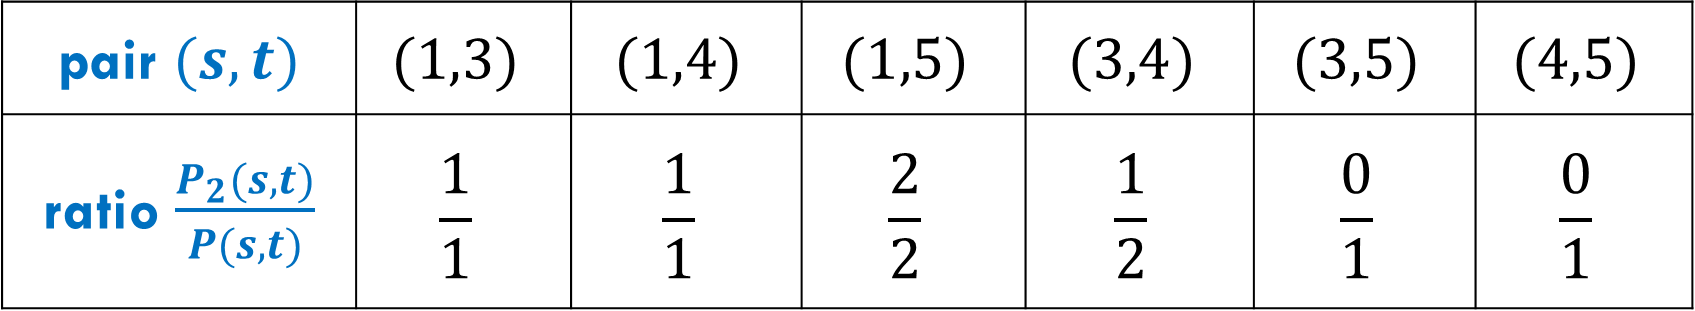 pair (s, t) (1,3) (1,4) (1,5) (3,4) (3,5) (4,5)
ratio P₂(s,t)/P(s,t) 1/1 1/1 2/2 1/2 0/1 0/1